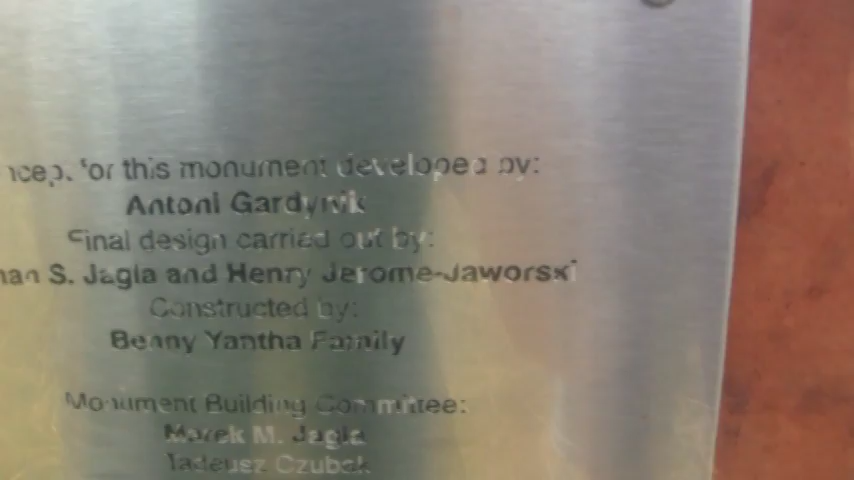 for this monument developed by:
Antoni Gardynik
Final design carried out by:
S. Jagla and Henry Jerome-Jaworski
Constructed by:
Benny Yantha Family
Monument Building Committee:
Marek M. Jagla
Tadeusz Czubak